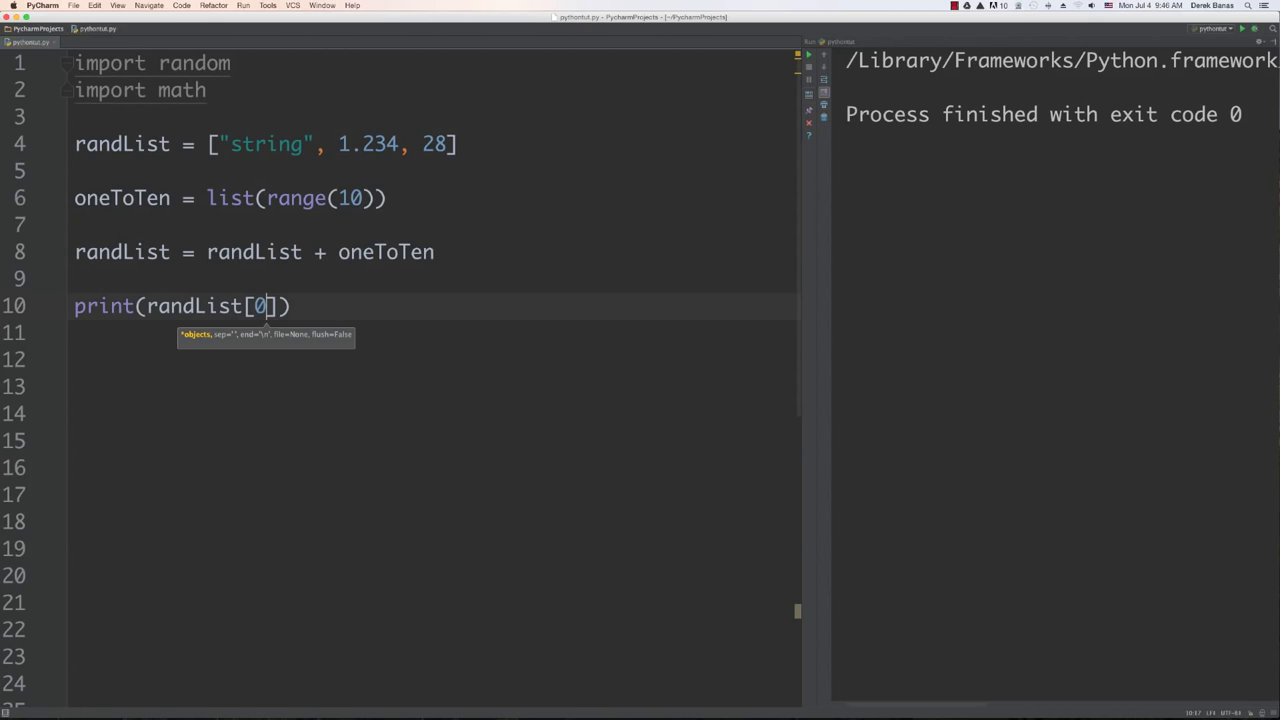 PyCharm File Edit View Navigate Code Refactor Run Tools VCS Window Help
10 Mon Jul 4 9:46 AM Derek Banas
pythontut.py - PycharmProjects - [~/PycharmProjects]
PycharmProjects pythontut.py
pythontut
pythontut.py
Run pythontut
1 import random
2 import math
3
4 randList = ["string", 1.234, 28]
5
6 oneToTen = list(range(10))
7
8 randList = randList + oneToTen
9
10 print(randList[0])
*objects, sep='', end='\n', file=None, flush=False
11
12
13
14
15
16
17
18
19
20
21
22
23
24
/Library/Frameworks/Python.framework
Process finished with exit code 0
10:17 LF÷ UTF-8÷